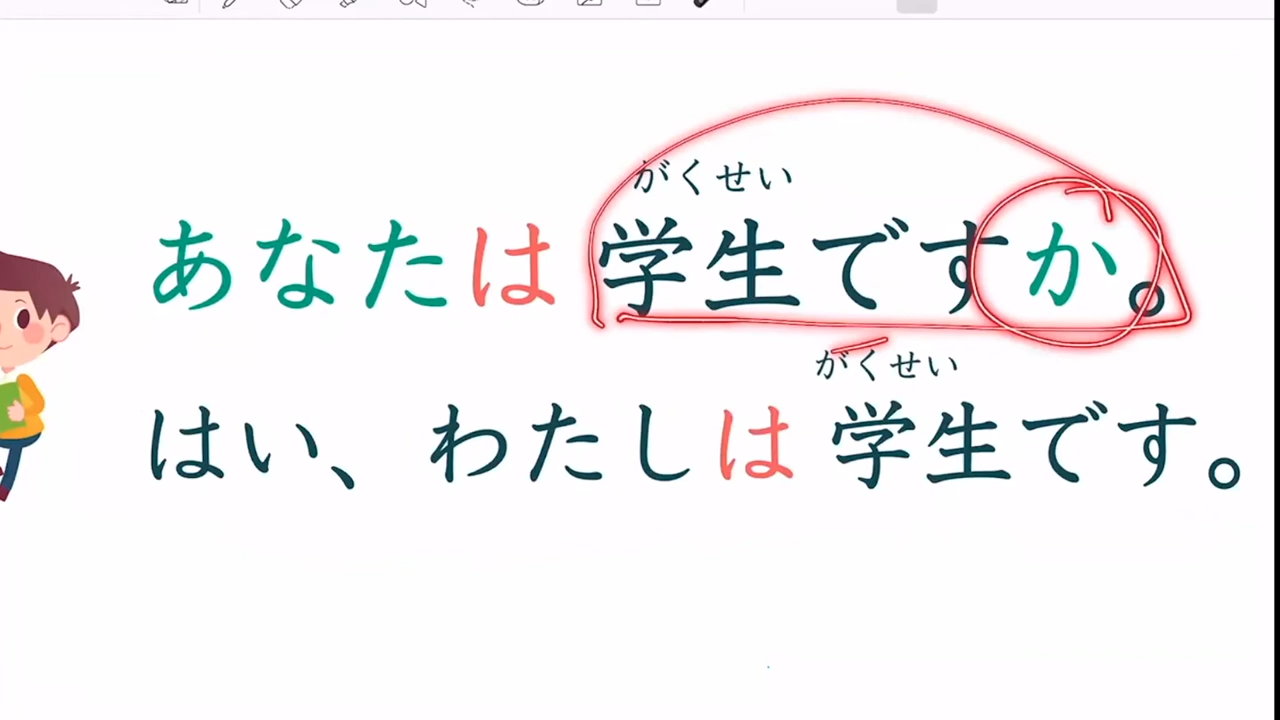 がくせい
あなたは 学生ですか。
がくせい
はい、わたしは 学生です。